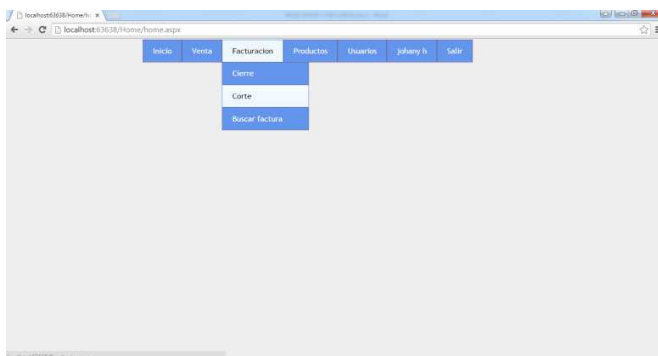 localhost:63638/Home/h
localhost:63638/Home/home.aspx
Inicio Venta Facturacion Productos Usuarios johany h Salir
Cierre
Corte
Buscar factura